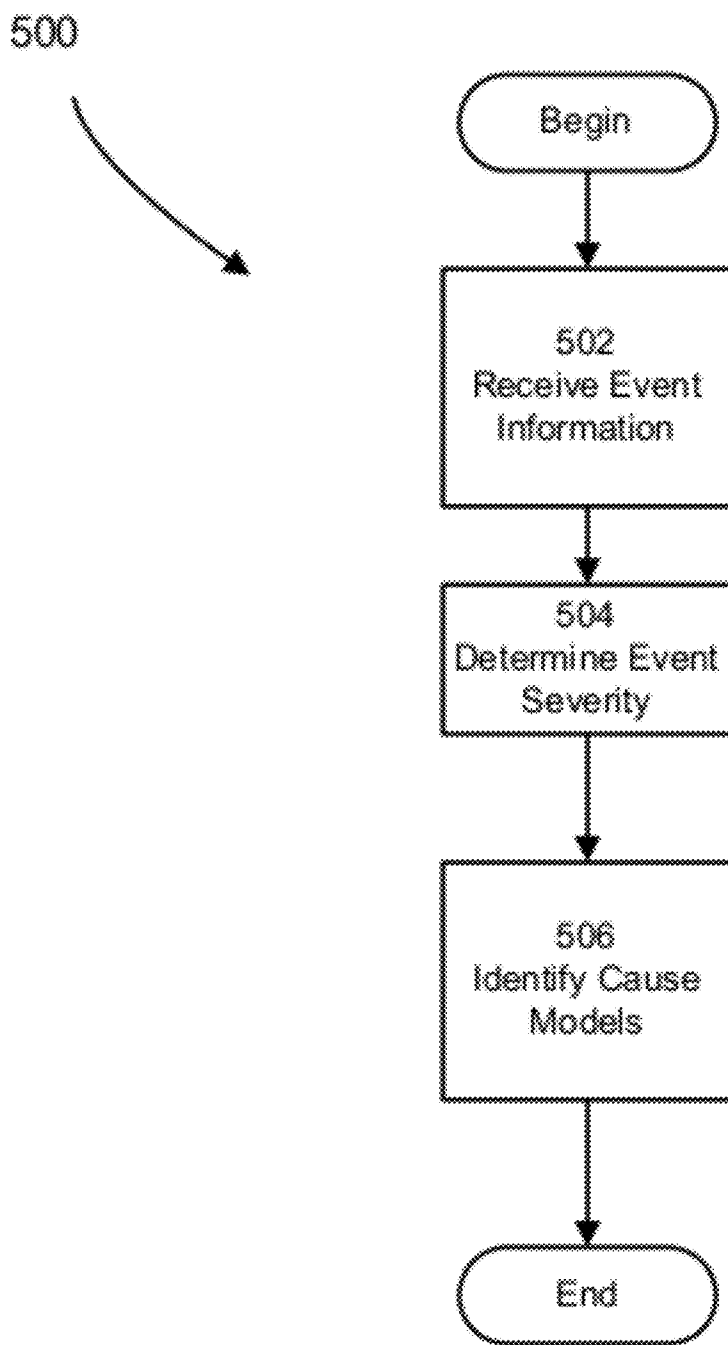 500
Begin
502
Receive Event
Information
504
Determine Event
Severity
506
Identify Cause
Models
End